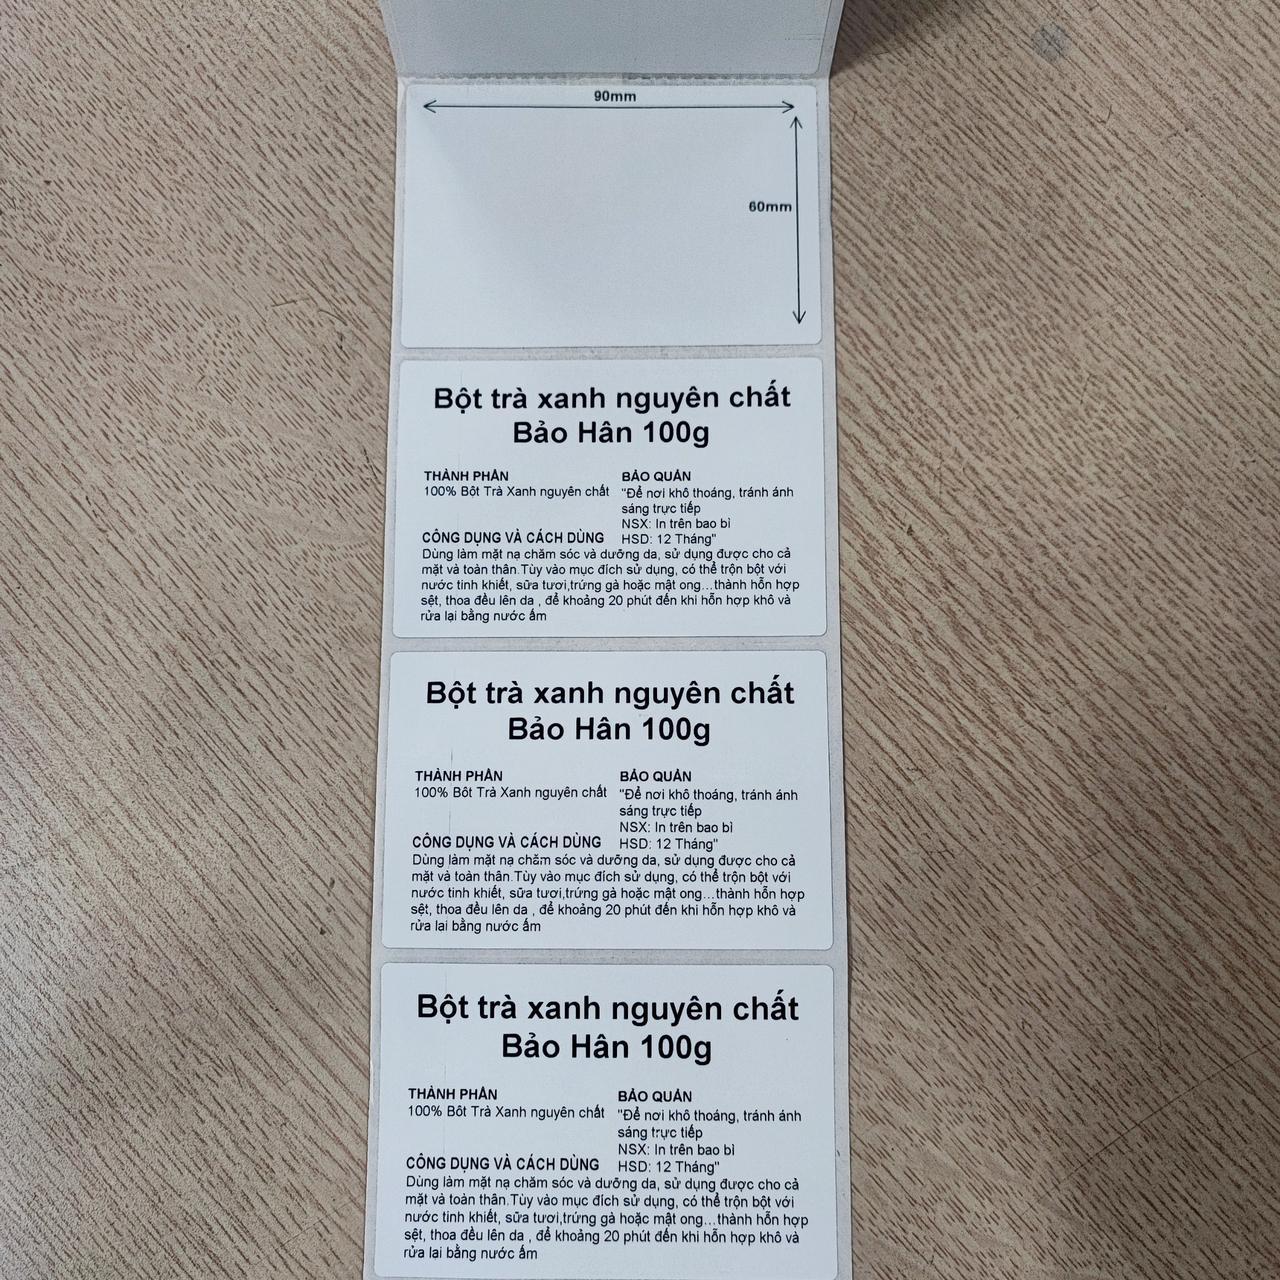 90mm
60mm
Bột trà xanh nguyên chất
Bảo Hân 100g
THÀNH PHẦN
100% Bột Trà Xanh nguyên chất
BẢO QUẢN
"Để nơi khô thoáng, tránh ánh
sáng trực tiếp
NSX: In trên bao bì
HSD: 12 Tháng"
CÔNG DỤNG VÀ CÁCH DÙNG
Dùng làm mặt nạ chăm sóc và dưỡng da, sử dụng được cho cả
mặt và toàn thân.Tùy vào mục đích sử dụng, có thể trộn bột với
nước tinh khiết, sữa tươi,trứng gà hoặc mật ong...thành hỗn hợp
sệt, thoa đều lên da , để khoảng 20 phút đến khi hỗn hợp khô và
rửa lại bằng nước ấm
Bột trà xanh nguyên chất
Bảo Hân 100g
THÀNH PHẦN
100% Bột Trà Xanh nguyên chất
BẢO QUẢN
"Để nơi khô thoáng, tránh ánh
sáng trực tiếp
NSX: In trên bao bì
HSD: 12 Tháng"
CÔNG DỤNG VÀ CÁCH DÙNG
Dùng làm mặt nạ chăm sóc và dưỡng da, sử dụng được cho cả
mặt và toàn thân.Tùy vào mục đích sử dụng, có thể trộn bột với
nước tinh khiết, sữa tươi,trứng gà hoặc mật ong...thành hỗn hợp
sệt, thoa đều lên da , để khoảng 20 phút đến khi hỗn hợp khô và
rửa lại bằng nước ấm
Bột trà xanh nguyên chất
Bảo Hân 100g
THÀNH PHẦN
100% Bột Trà Xanh nguyên chất
BẢO QUẢN
"Để nơi khô thoáng, tránh ánh
sáng trực tiếp
NSX: In trên bao bì
HSD: 12 Tháng"
CÔNG DỤNG VÀ CÁCH DÙNG
Dùng làm mặt nạ chăm sóc và dưỡng da, sử dụng được cho cả
mặt và toàn thân.Tùy vào mục đích sử dụng, có thể trộn bột với
nước tinh khiết, sữa tươi,trứng gà hoặc mật ong...thành hỗn hợp
sệt, thoa đều lên da , để khoảng 20 phút đến khi hỗn hợp khô và
rửa lại bằng nước ấm